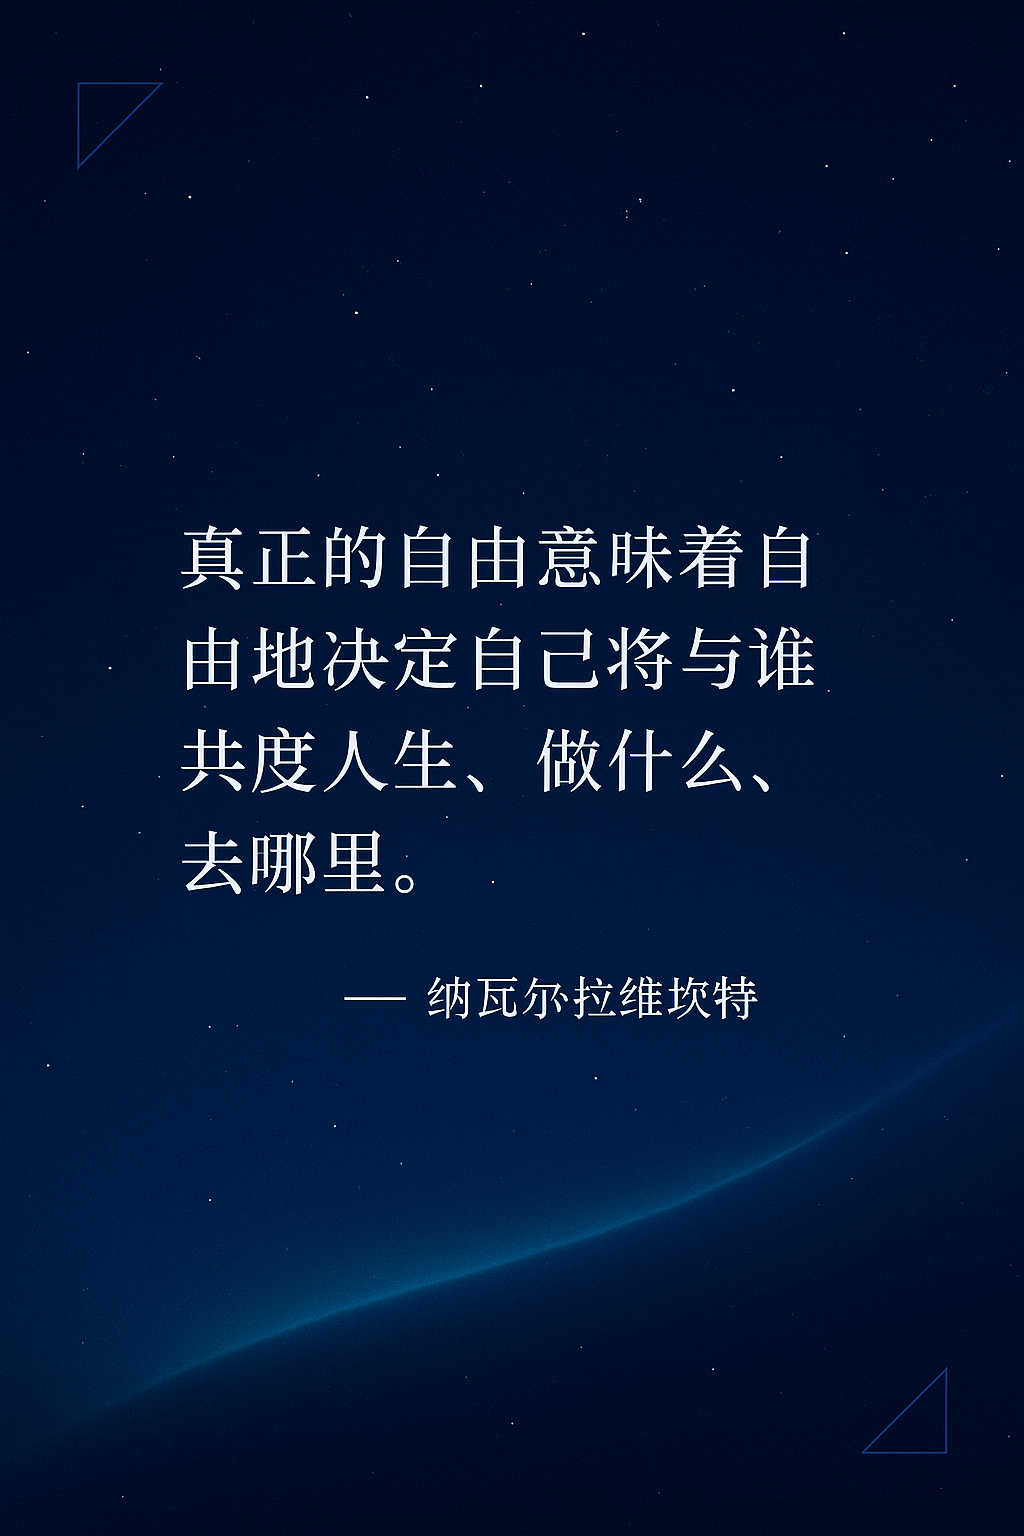 真正的自由意味着自
由地决定自己将与谁
共度人生、做什么、
去哪里。
—— 纳瓦尔·拉维坎特